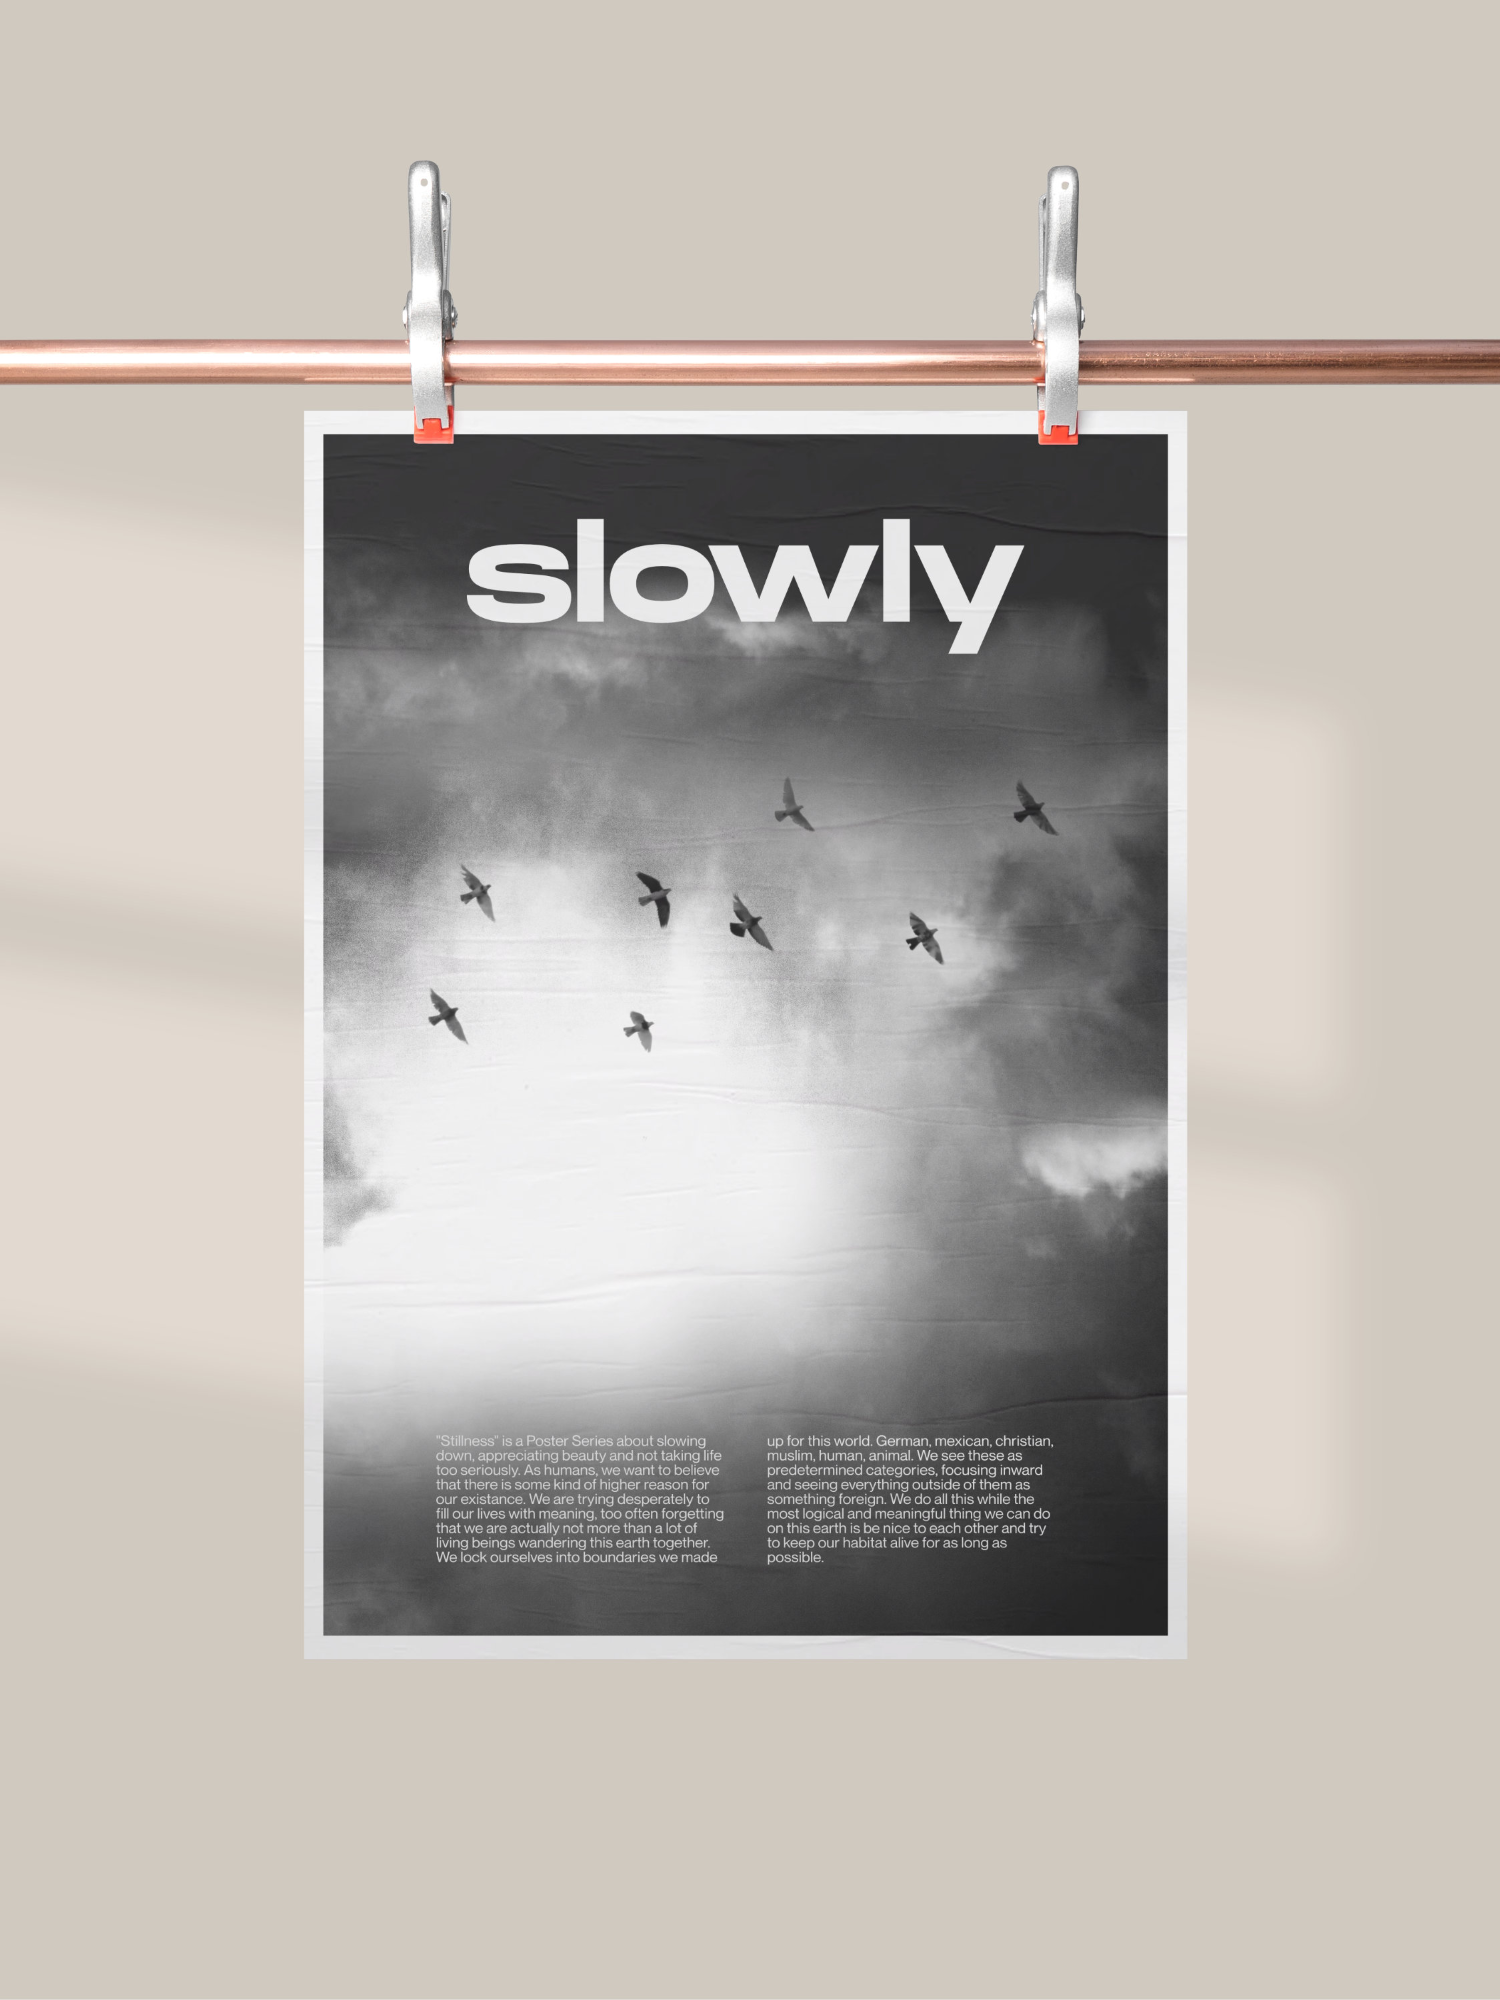 slowly
"Stillness" is a Poster Series about slowing
down, appreciating beauty and not taking life
too seriously. As humans, we want to believe
that there is some kind of higher reason for
our existance. We are trying desperately to
fill our lives with meaning, too often forgetting
that we are actually not more than a lot of
living beings wandering this earth together.
We lock ourselves into boundaries we made
up for this world. German, mexican, christian,
muslim, human, animal. We see these as
predetermined categories, focusing inward
and seeing everything outside of them as
something foreign. We do all this while the
most logical and meaningful thing we can do
on this earth is be nice to each other and try
to keep our habitat alive for as long as
possible.